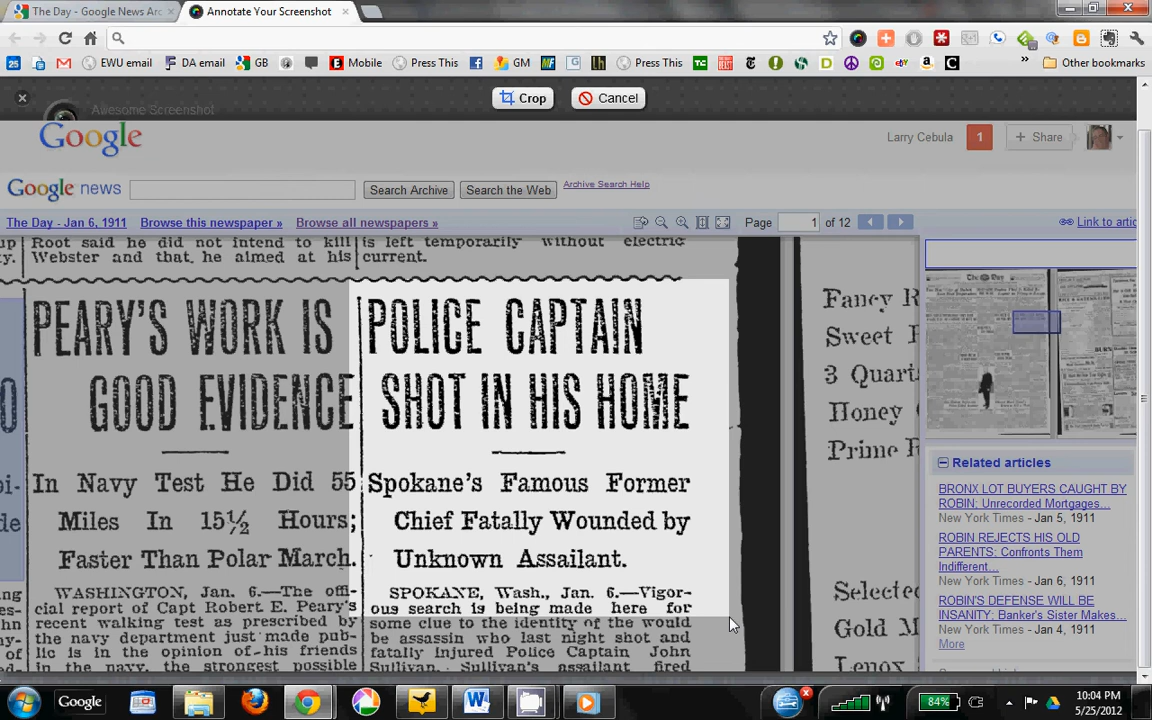 The Day - Google News Arc
Annotate Your Screenshot
25
EWU email
DA email
GB
Mobile
Press This
GM
Press This
Other bookmarks
Awesome Screenshot
Crop
Cancel
Google
Larry Cebula
1
+ Share
Google news
Search Archive
Search the Web
Archive Search Help
The Day - Jan 6, 1911
Browse this newspaper »
Browse all newspapers »
Page 1 of 12
Link to artic
Root said he did not intend to kill
Webster and that he aimed at his
is left temporarily without electric
current.
PEARY'S WORK IS
GOOD EVIDENCE
In Navy Test He Did 55
Miles In 15½ Hours;
Faster Than Polar March.
WASHINGTON, Jan. 6.—The offi-
cial report of Capt Robert E. Peary's
recent walking test as prescribed by
the navy department just made pub-
lic is in the opinion of his friends
in the navy, the strongest possible
POLICE CAPTAIN
SHOT IN HIS HOME
Spokane's Famous Former
Chief Fatally Wounded by
Unknown Assailant.
SPOKANE, Wash., Jan. 6.—Vigor-
ous search is being made here for
some clue to the identity of the would
be assassin who last night shot and
fatally injured Police Captain John
Sullivan. Sullivan's assailant fired
Fancy R
Sweet P
3 Quart
Honey
Prime R
Selected
Gold M
Lenox
Related articles
BRONX LOT BUYERS CAUGHT BY
ROBIN; Unrecorded Mortgages...
New York Times - Jan 5, 1911
ROBIN REJECTS HIS OLD
PARENTS; Confronts Them
Indifferent...
New York Times - Jan 6, 1911
ROBIN'S DEFENSE WILL BE
INSANITY; Banker's Sister Makes...
New York Times - Jan 4, 1911
More
Google
84%
10:04 PM
5/25/2012